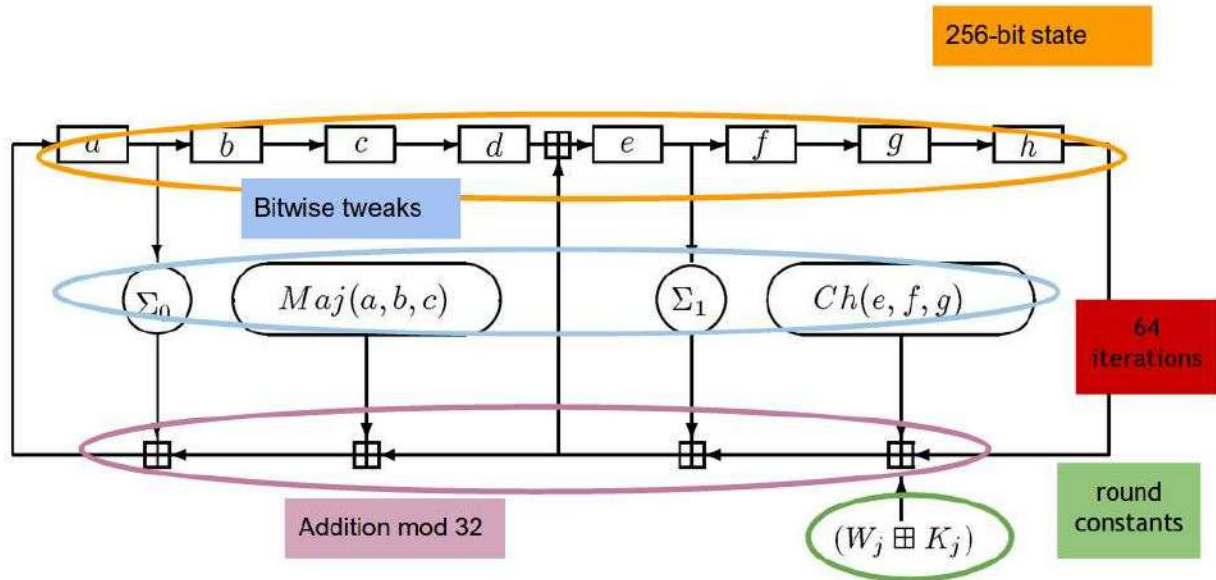 256-bit state
a b c d ⊞ e f g h
Bitwise tweaks
Σ₀ Maj(a, b, c) Σ₁ Ch(e, f, g)
64
iterations
⊞ ⊞ ⊞ ⊞
Addition mod 32
round
constants
(Wⱼ ⊞ Kⱼ)